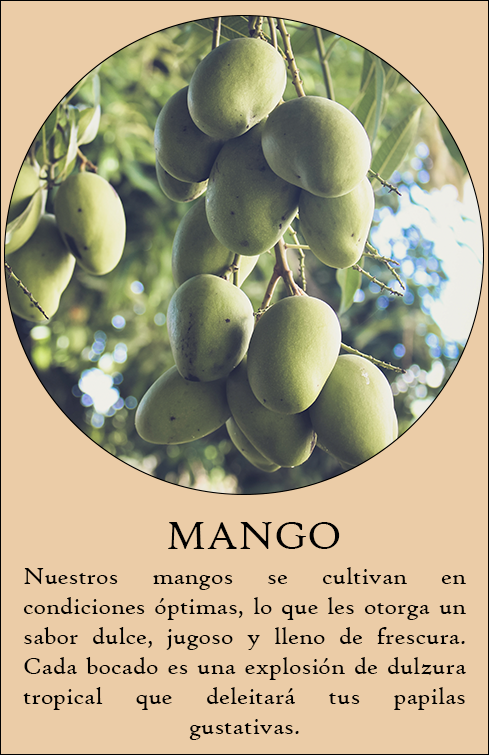 MANGO
Nuestros mangos se cultivan en
condiciones óptimas, lo que les otorga un
sabor dulce, jugoso y lleno de frescura.
Cada bocado es una explosión de dulzura
tropical que deleitará tus papilas
gustativas.